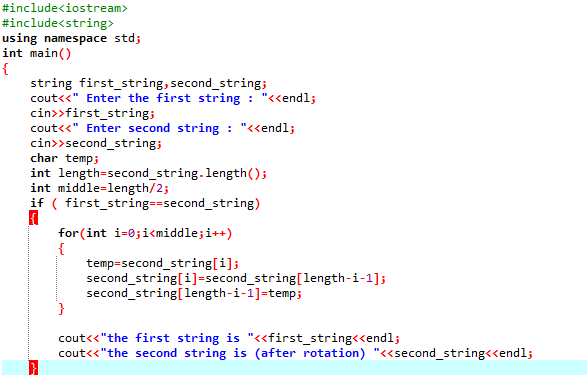 #include<iostream>
#include<string>
using namespace std;
int main()
{
    string first_string,second_string;
    cout<<" Enter the first string : "<<endl;
    cin>>first_string;
    cout<<" Enter second string : "<<endl;
    cin>>second_string;
    char temp;
    int length=second_string.length();
    int middle=length/2;
    if ( first_string==second_string)
    {
        for(int i=0;i<middle;i++)
        {
            temp=second_string[i];
            second_string[i]=second_string[length-i-1];
            second_string[length-i-1]=temp;
        }
        cout<<"the first string is "<<first_string<<endl;
        cout<<"the second string is (after rotation) "<<second_string<<endl;
    }